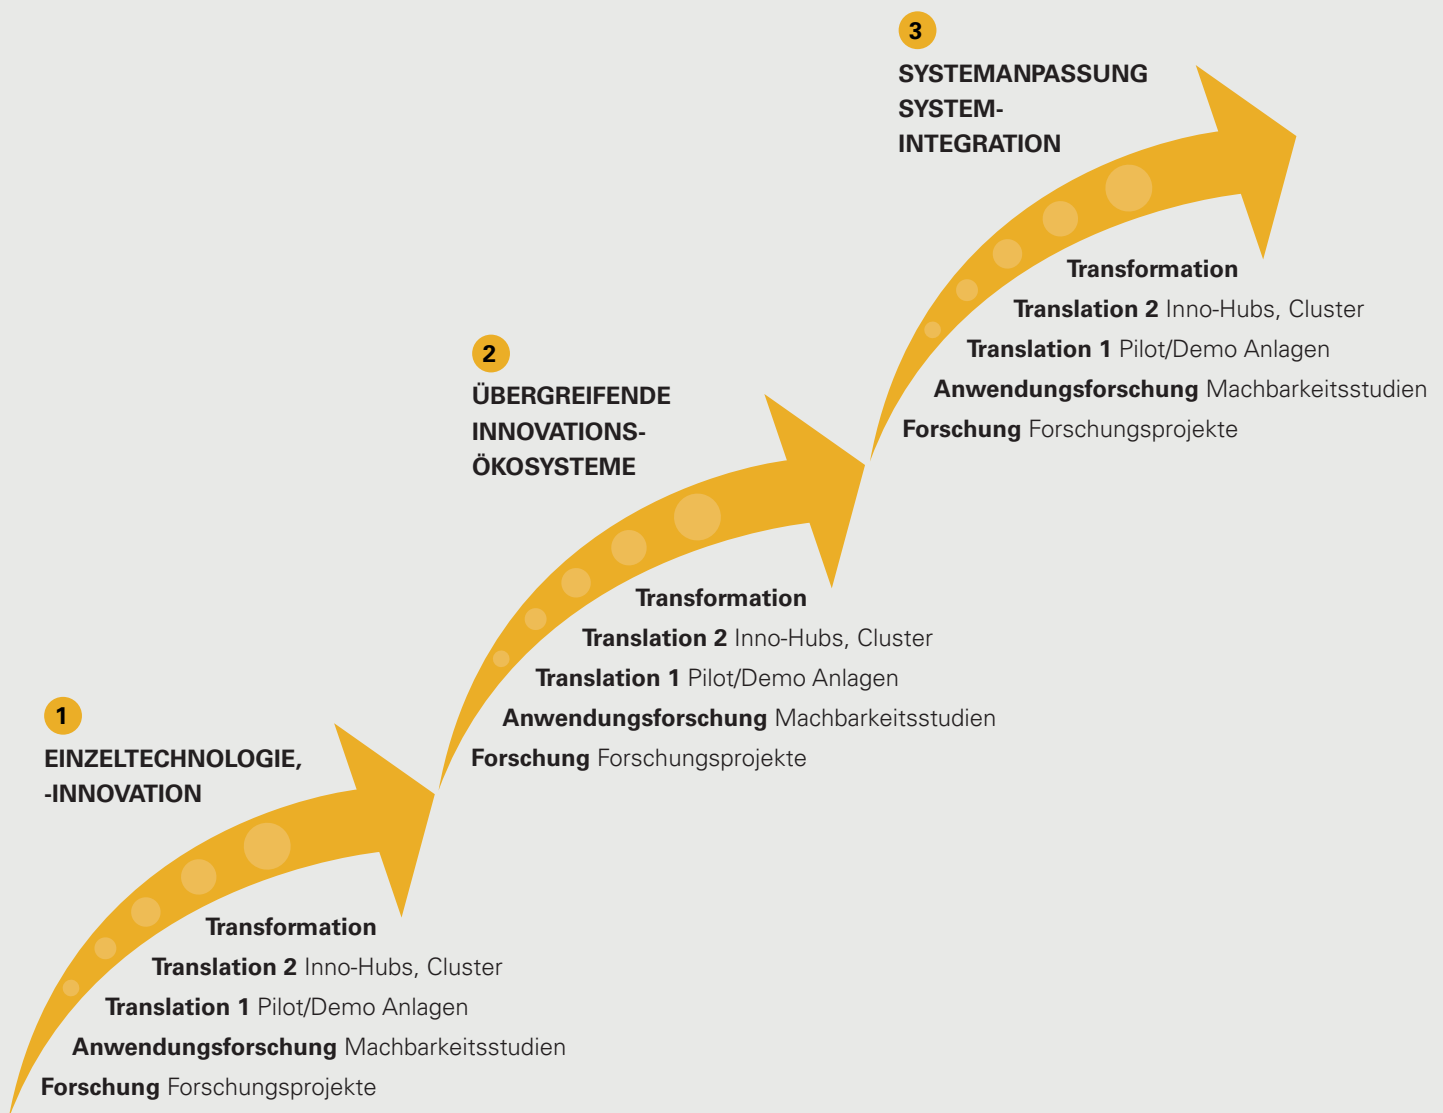 3
SYSTEMANPASSUNG
SYSTEM-
INTEGRATION
Transformation
Translation 2 Inno-Hubs, Cluster
Translation 1 Pilot/Demo Anlagen
Anwendungsforschung Machbarkeitsstudien
Forschung Forschungsprojekte
2
ÜBERGREIFENDE
INNOVATIONS-
ÖKOSYSTEME
Transformation
Translation 2 Inno-Hubs, Cluster
Translation 1 Pilot/Demo Anlagen
Anwendungsforschung Machbarkeitsstudien
Forschung Forschungsprojekte
1
EINZELTECHNOLOGIE,
-INNOVATION
Transformation
Translation 2 Inno-Hubs, Cluster
Translation 1 Pilot/Demo Anlagen
Anwendungsforschung Machbarkeitsstudien
Forschung Forschungsprojekte